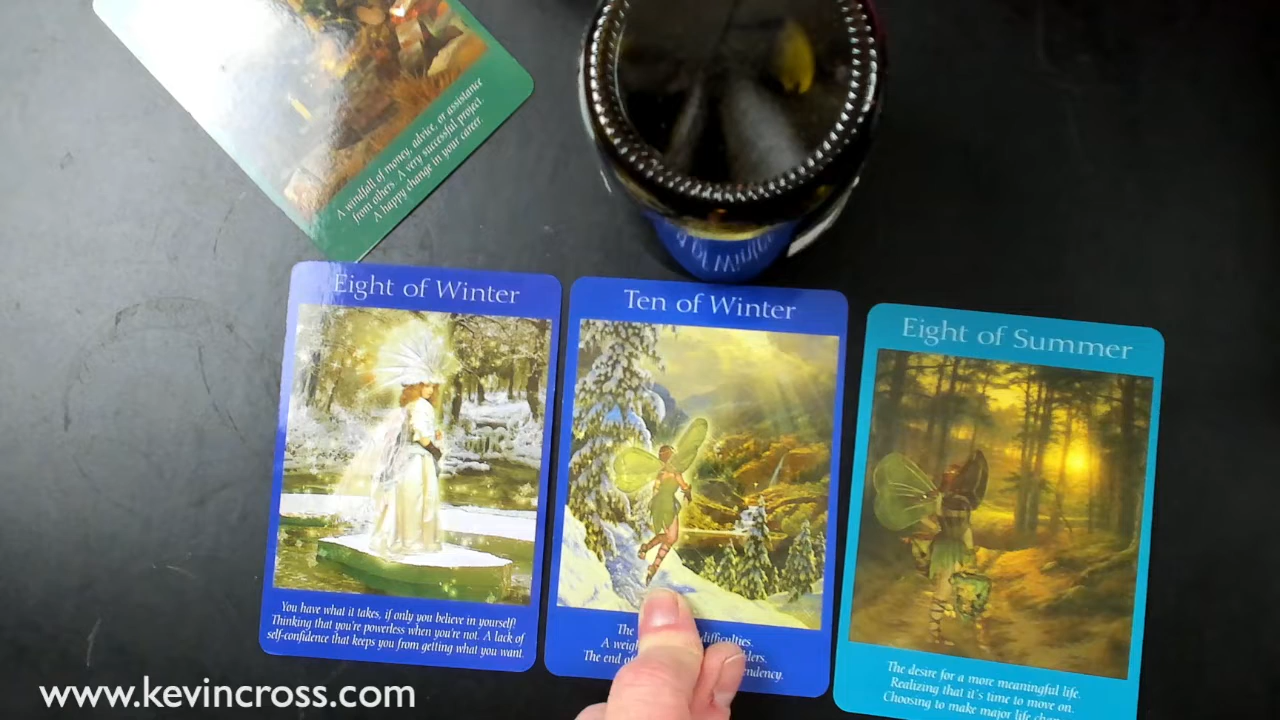 A windfall of money, advice, or assistance
from others. A very successful project.
A happy change in your career.
Eight of Winter
You have what it takes, if only you believe in yourself!
Thinking that you're powerless when you're not. A lack of
self-confidence that keeps you from getting what you want.
Ten of Winter
The difficulties.
A
The end of
Eight of Summer
The desire for a more meaningful life.
Realizing that it's time to move on.
Choosing to make major life
www.kevincross.com